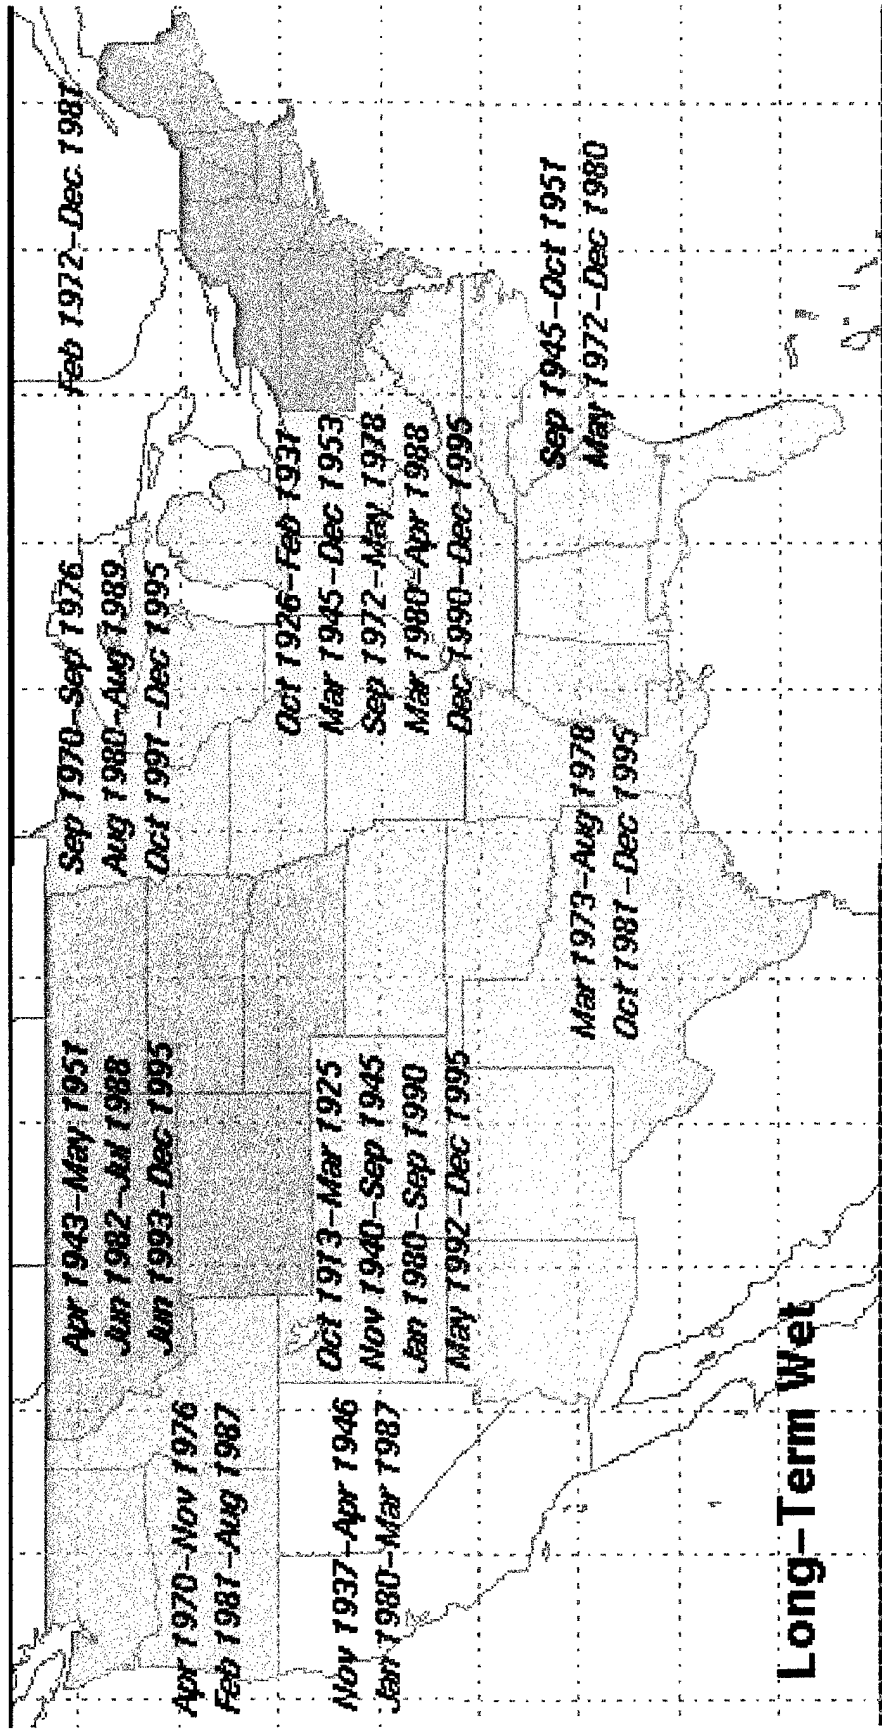 Apr 1943–May 1951
Jun 1982–Jul 1988
Jun 1993–Dec 1995
Sep 1970–Sep 1976
Aug 1980–Aug 1989
Oct 1991–Dec 1995
Feb 1972–Dec 1981
Apr 1970–Nov 1976
Feb 1981–Aug 1987
Nov 1937–Apr 1946
Jan 1980–Mar 1987
Oct 1913–Mar 1925
Nov 1940–Sep 1945
Jan 1980–Sep 1990
May 1992–Dec 1995
Oct 1926–Feb 1937
Mar 1945–Dec 1953
Sep 1972–May 1978
Mar 1980–Apr 1988
Dec 1990–Dec 1995
Mar 1973–Aug 1978
Oct 1981–Dec 1995
Sep 1945–Oct 1951
May 1972–Dec 1980
Long–Term Wet